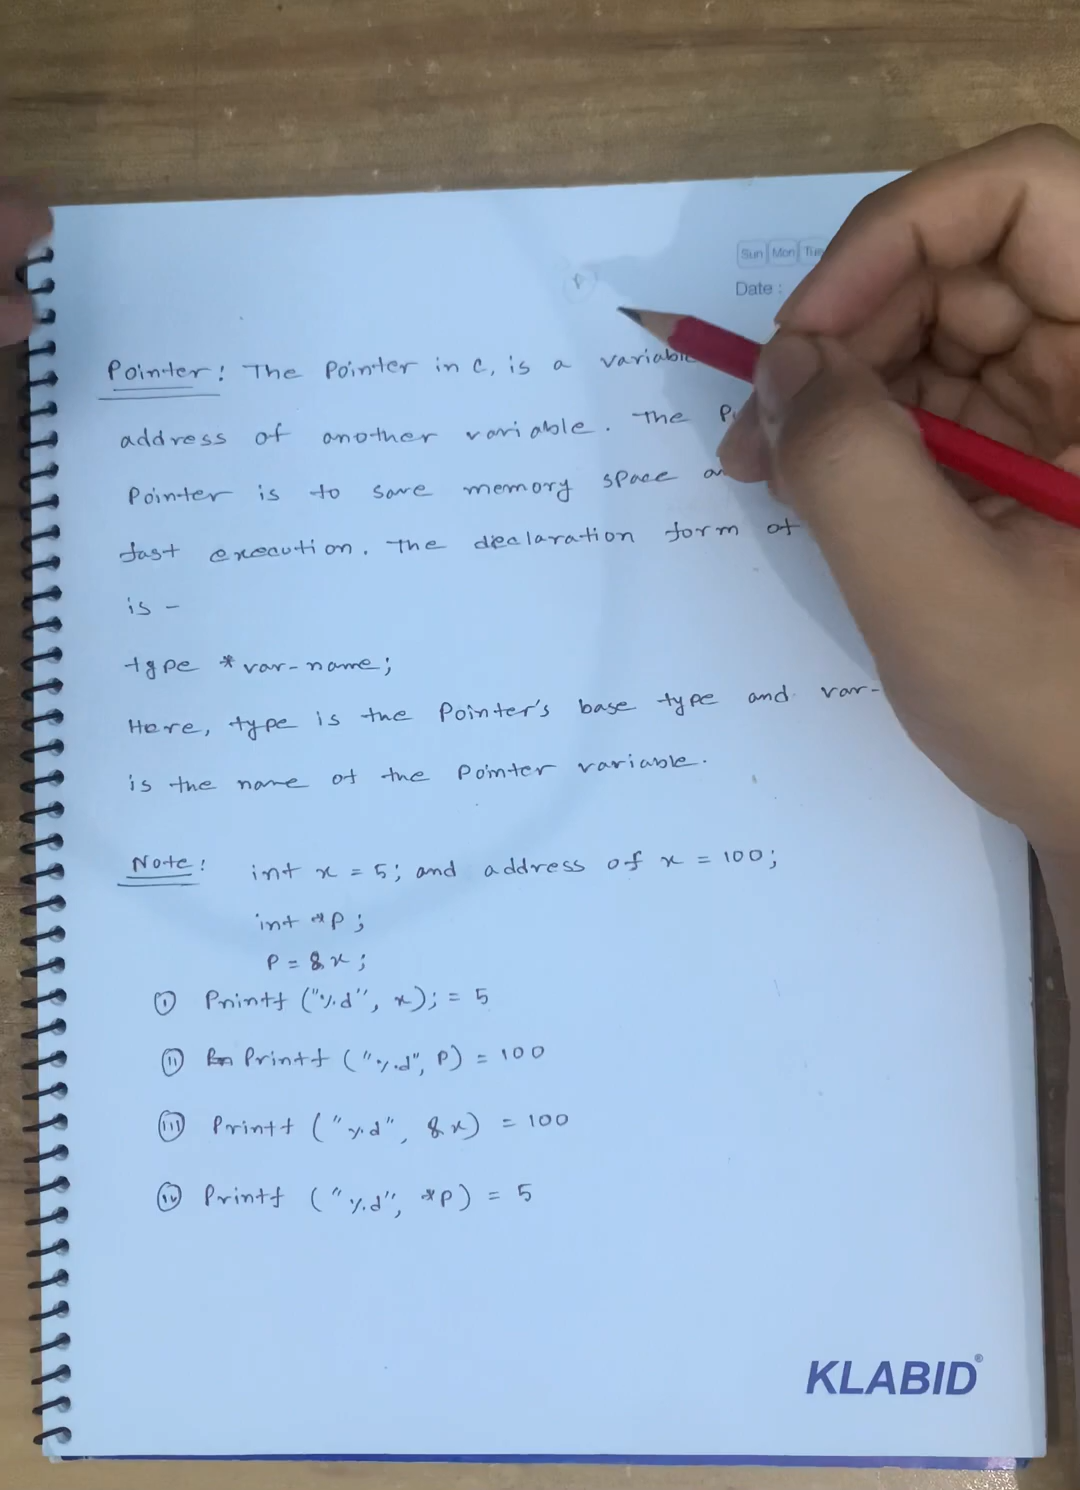 Sun Mon Tue
Date :
Pointer: The Pointer in C, is a variable
address of another variable. The
Pointer is to save memory space
fast execution. The declaration form of
is -
type *var-name;
Here, type is the Pointer's base type and var-
is the name of the Pointer variable.
Note: int x = 5; and address of x = 100;
int *P;
P = &x;
(i) Printf ("%d", x); = 5
(ii) Printf ("%d", P) = 100
(iii) Printf ("%d", &x) = 100
(iv) Printf ("%d", *P) = 5
KLABID®